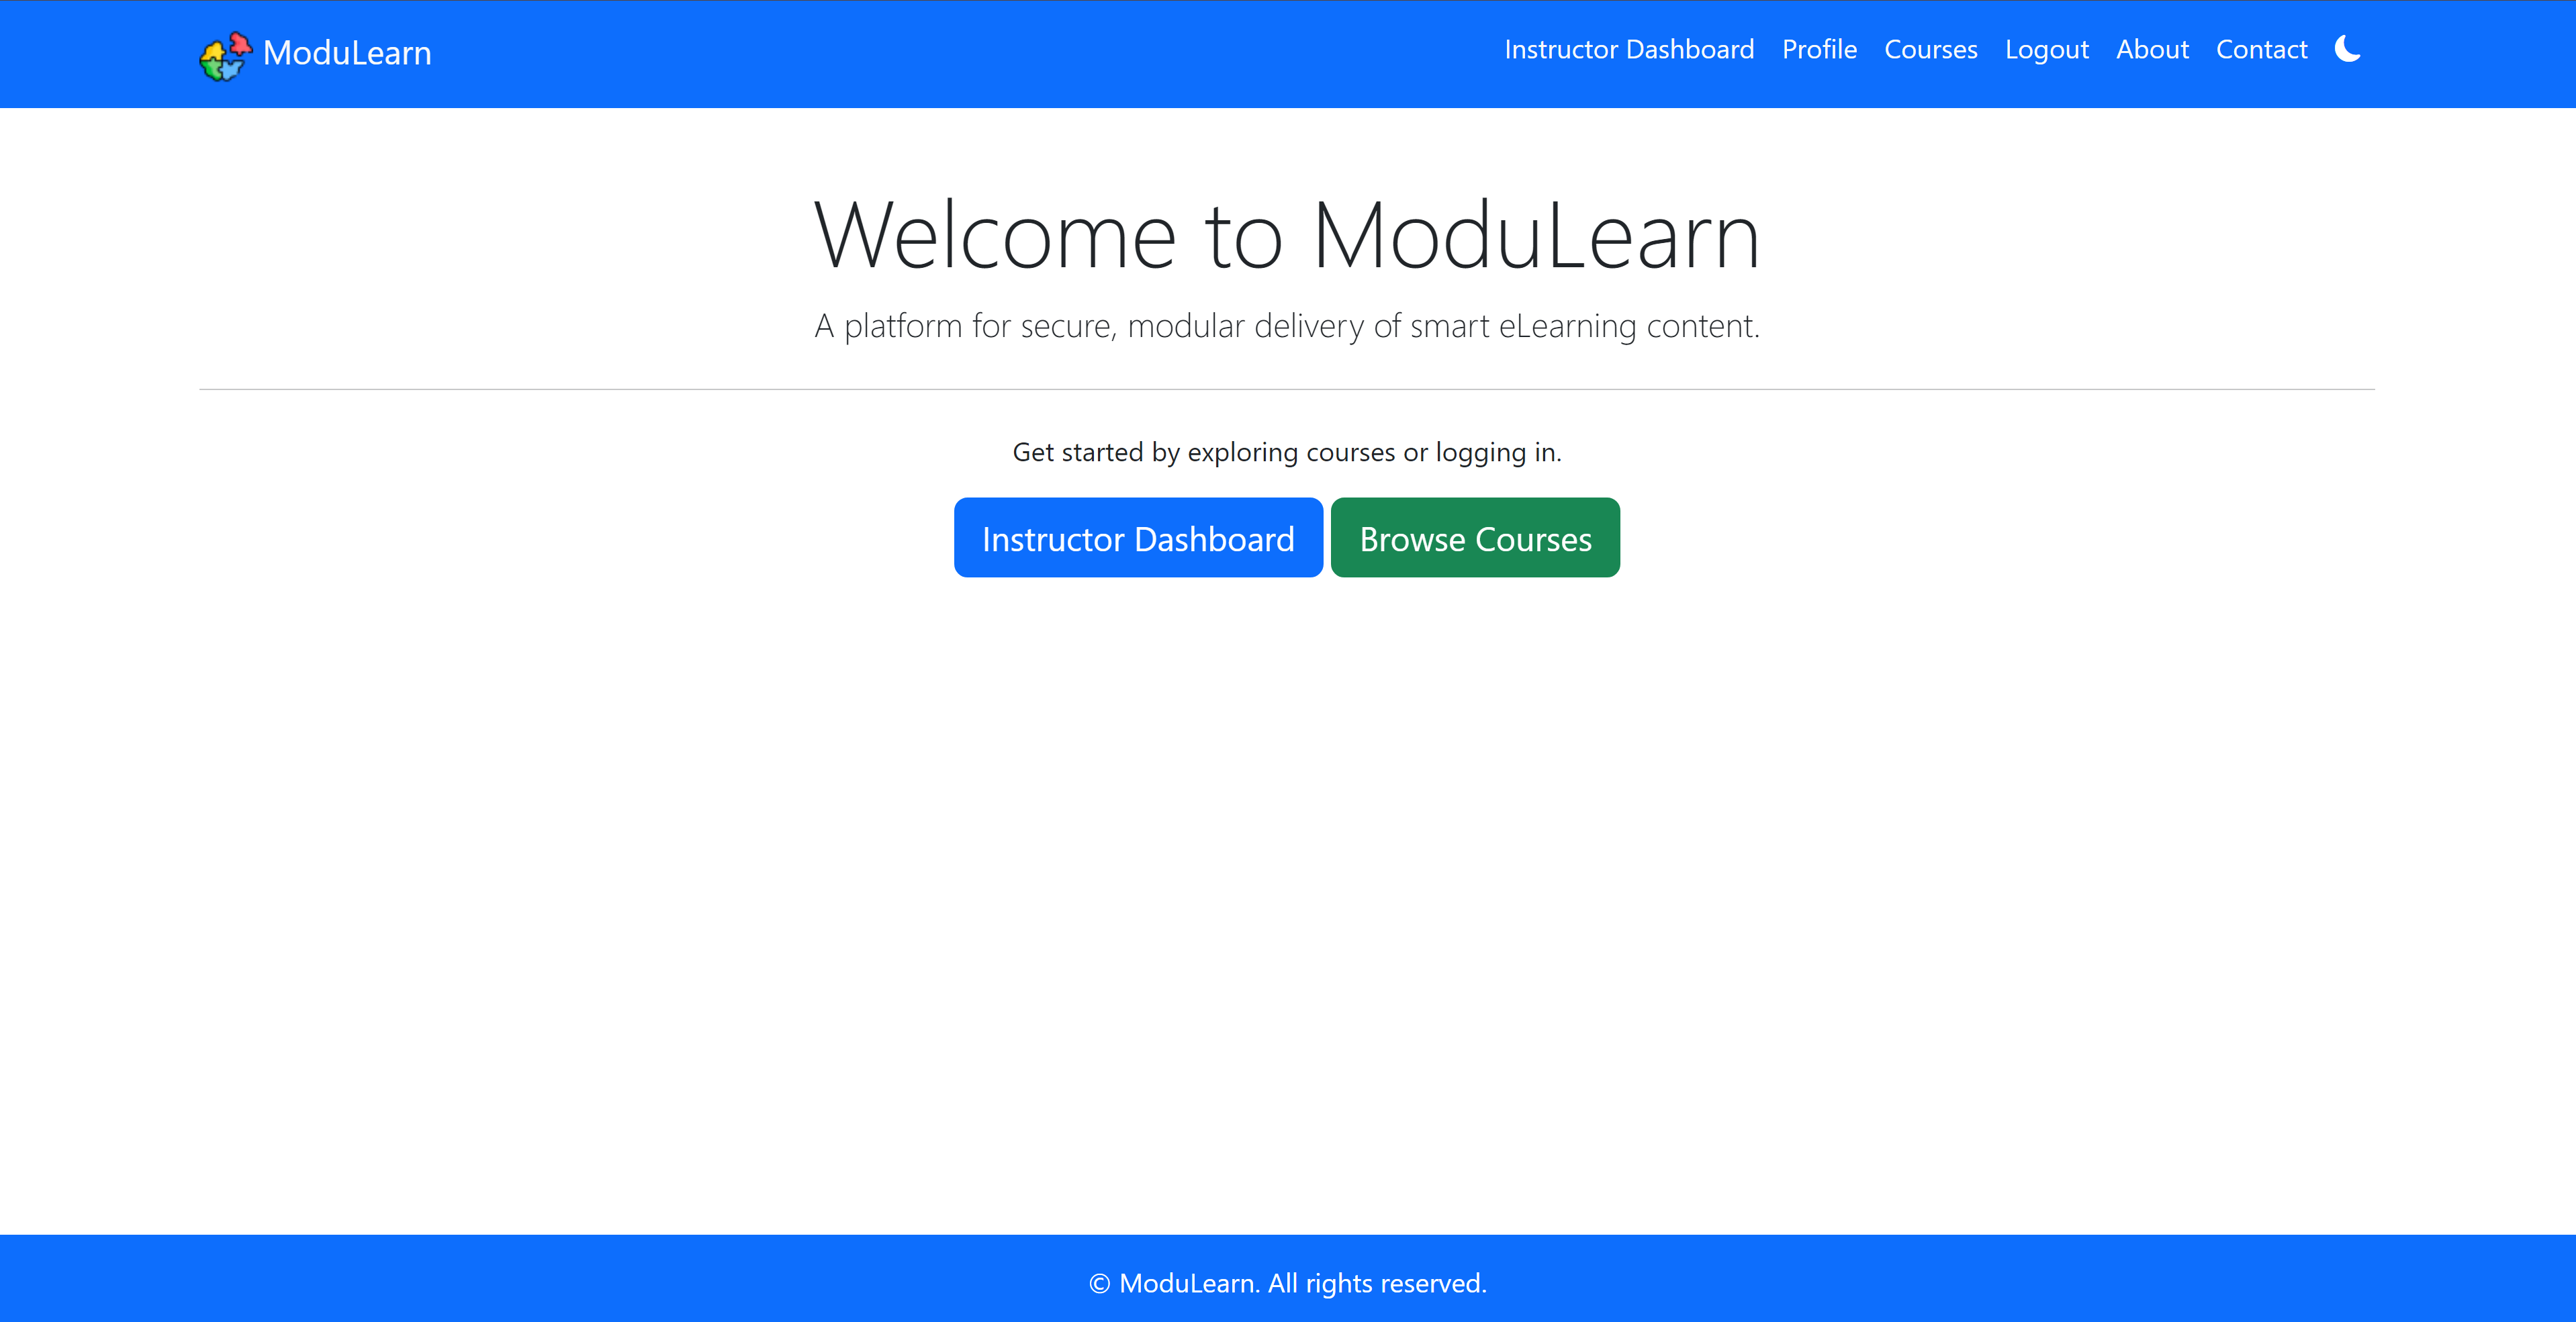 ModuLearn
Instructor Dashboard Profile Courses Logout About Contact
Welcome to ModuLearn
A platform for secure, modular delivery of smart eLearning content.
Get started by exploring courses or logging in.
Instructor Dashboard Browse Courses
© ModuLearn. All rights reserved.